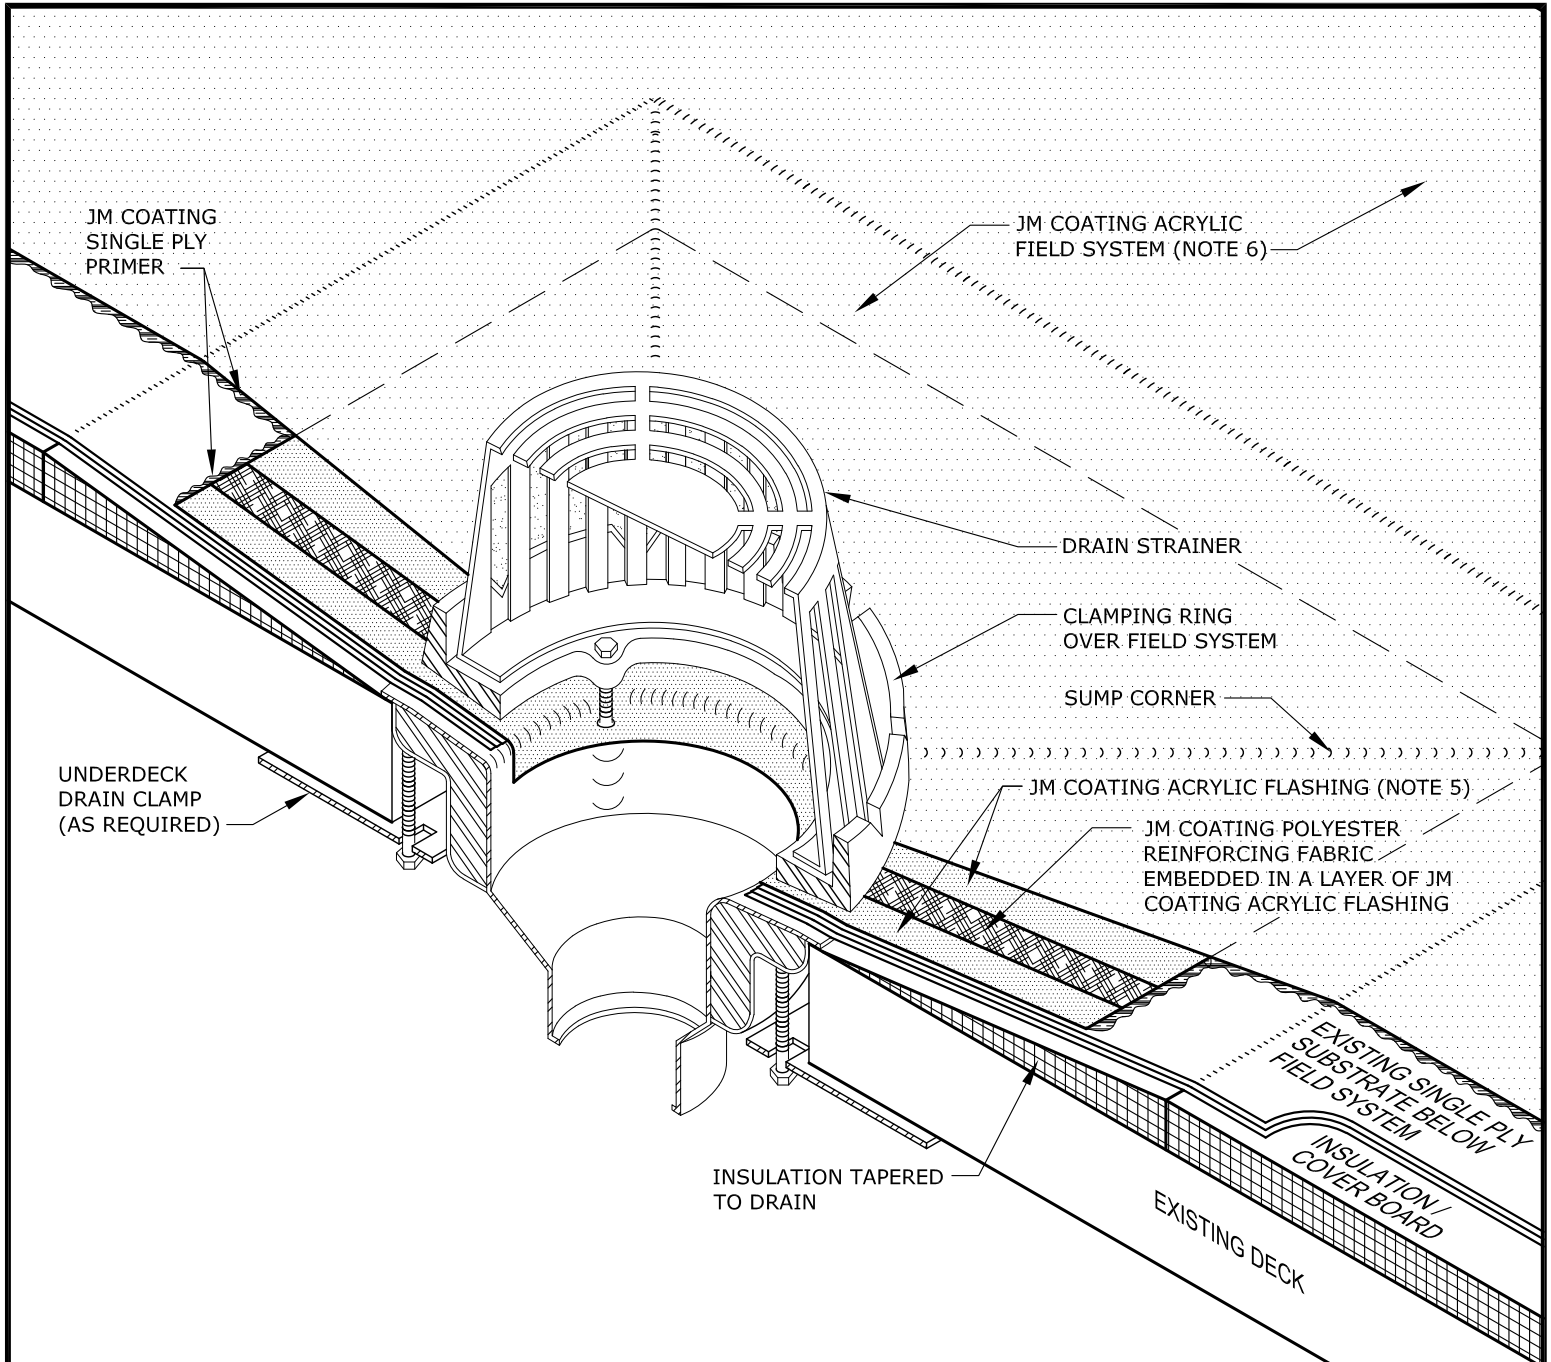 JM COATING
SINGLE PLY
PRIMER
JM COATING ACRYLIC
FIELD SYSTEM (NOTE 6)
DRAIN STRAINER
CLAMPING RING
OVER FIELD SYSTEM
SUMP CORNER
UNDERDECK
DRAIN CLAMP
(AS REQUIRED)
JM COATING ACRYLIC FLASHING (NOTE 5)
JM COATING POLYESTER
REINFORCING FABRIC
EMBEDDED IN A LAYER OF JM
COATING ACRYLIC FLASHING
EXISTING SINGLE PLY
SUBSTRATE BELOW
FIELD SYSTEM
INSULATION/
COVER BOARD
INSULATION TAPERED
TO DRAIN
EXISTING DECK